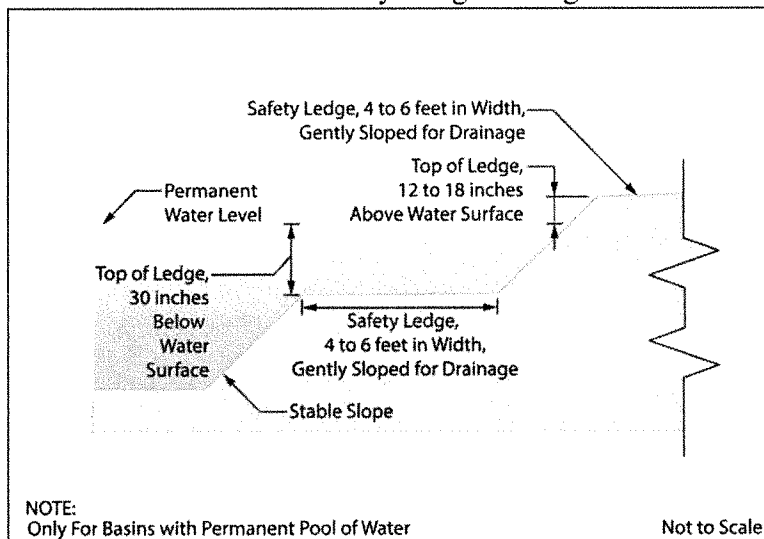 Safety Ledge, 4 to 6 feet in Width,
Gently Sloped for Drainage
Top of Ledge,
12 to 18 inches
Above Water Surface
Permanent
Water Level
Top of Ledge,
30 inches
Below
Water
Surface
Safety Ledge,
4 to 6 feet in Width,
Gently Sloped for Drainage
Stable Slope
NOTE:
Only For Basins with Permanent Pool of Water
Not to Scale